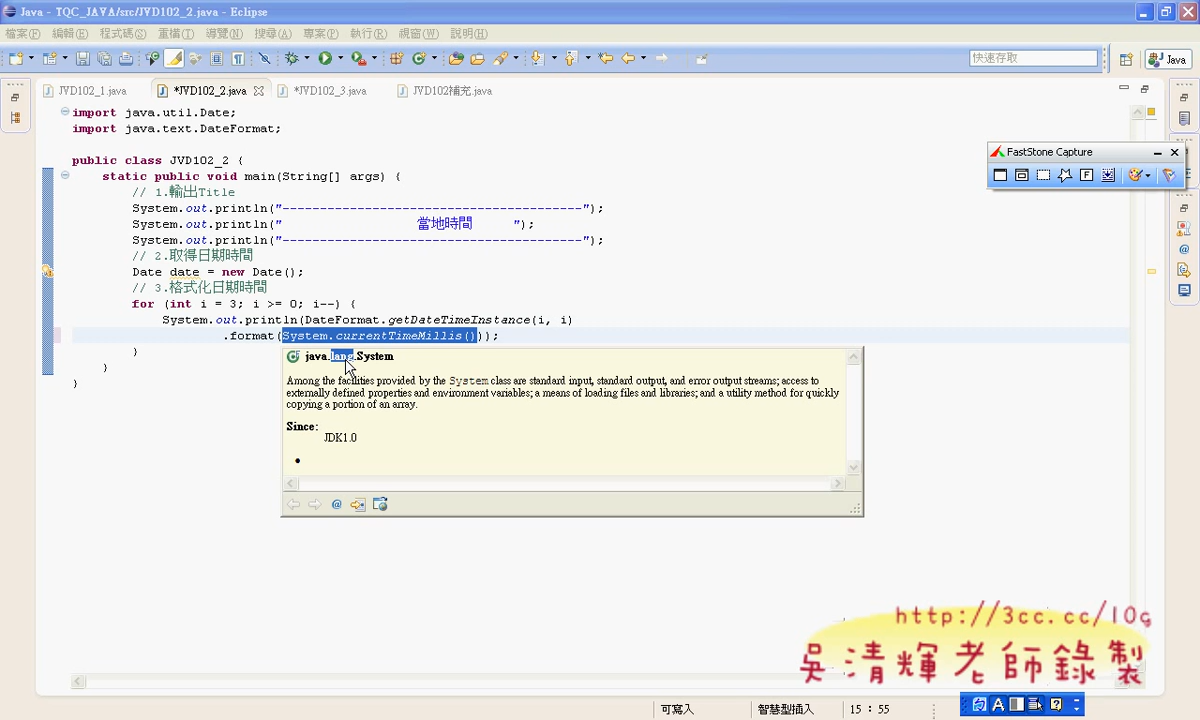 Java - TQC_JAVA/src/JVD102_2.java - Eclipse
檔案(F) 編輯(E) 程式碼(S) 重構(T) 導覽(N) 搜尋(A) 專案(P) 執行(R) 視窗(W) 說明(H)
快速存取
Java
JVD102_1.java *JVD102_2.java *JVD102_3.java JVD102補充.java
import java.util.Date;
import java.text.DateFormat;
public class JVD102_2 {
static public void main(String[] args) {
// 1.輸出Title
System.out.println("----------------------------------------");
System.out.println(" 當地時間 ");
System.out.println("----------------------------------------");
// 2.取得日期時間
Date date = new Date();
// 3.格式化日期時間
for (int i = 3; i >= 0; i--) {
System.out.println(DateFormat.getDateTimeInstance(i, i)
.format(System.currentTimeMillis()));
}
}
}
FastStone Capture
java.lang.System
Among the facilities provided by the System class are standard input, standard output, and error output streams; access to
externally defined properties and environment variables; a means of loading files and libraries; and a utility method for quickly
copying a portion of an array.
Since:
JDK1.0
http://3cc.cc/10g
吳清輝老師錄製
可寫入 智慧型插入 15 : 55